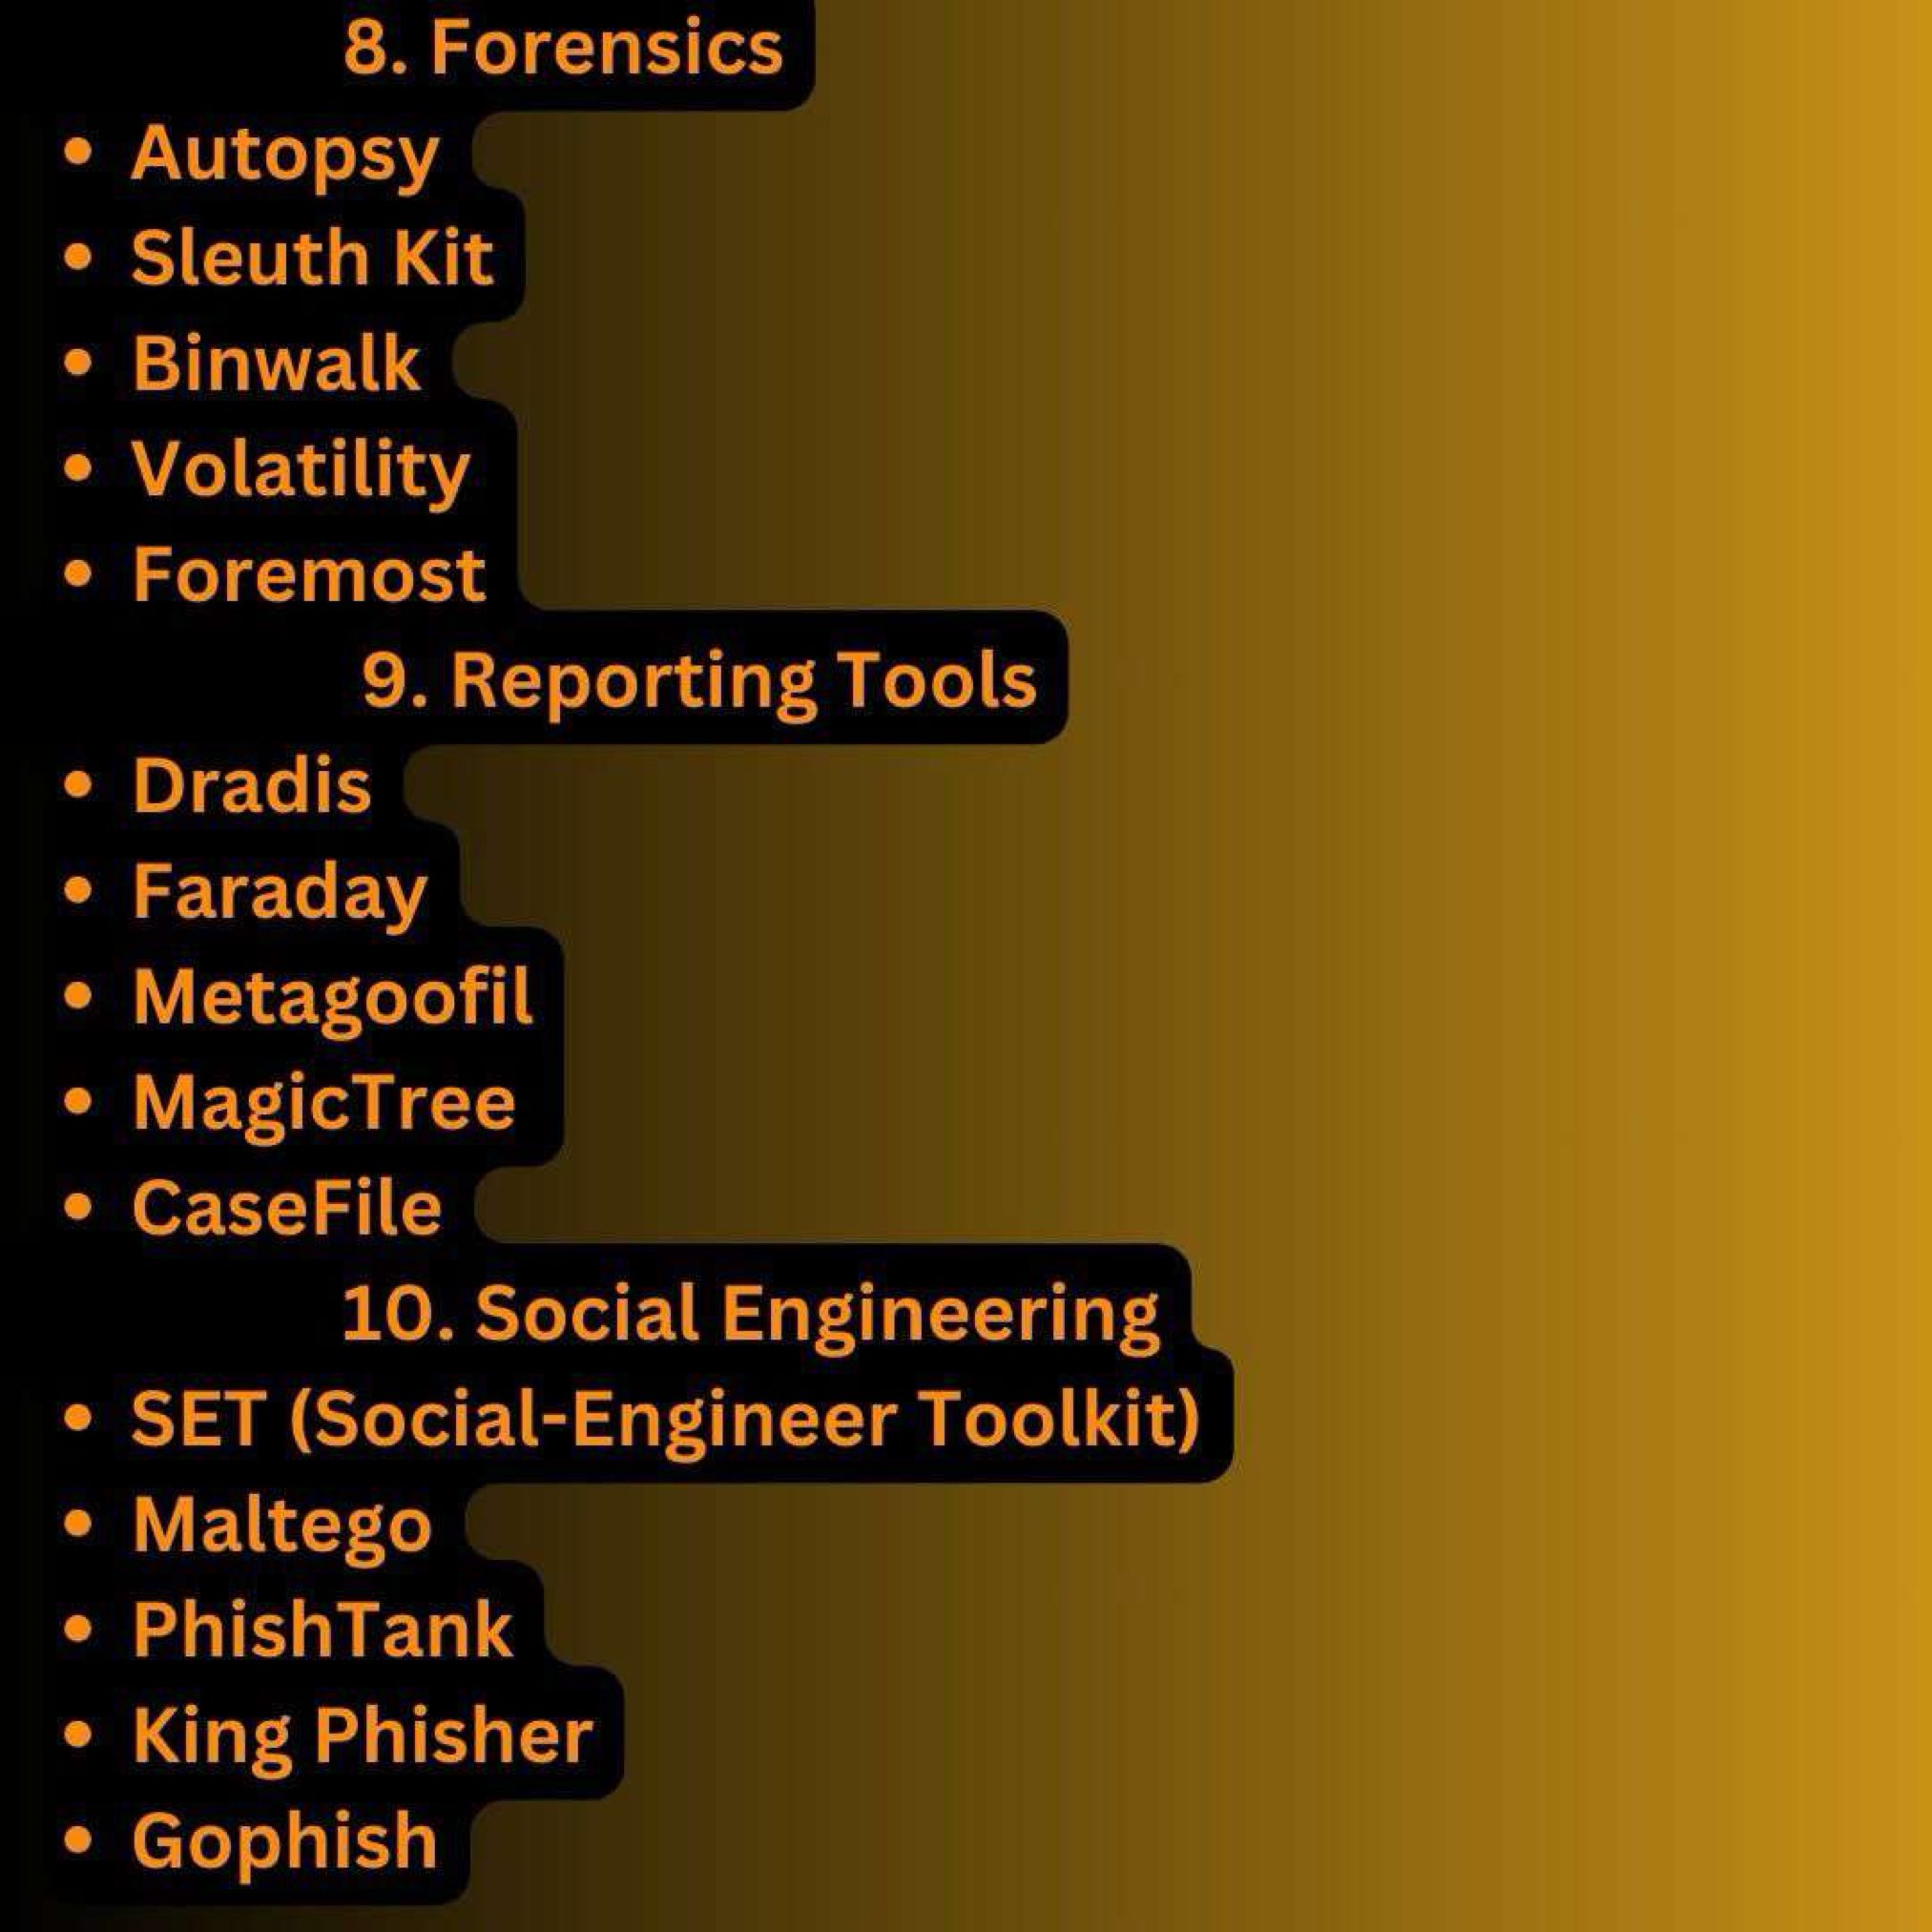 8. Forensics
• Autopsy
• Sleuth Kit
• Binwalk
• Volatility
• Foremost
9. Reporting Tools
• Dradis
• Faraday
• Metagoofil
• MagicTree
• CaseFile
10. Social Engineering
• SET (Social-Engineer Toolkit)
• Maltego
• PhishTank
• King Phisher
• Gophish